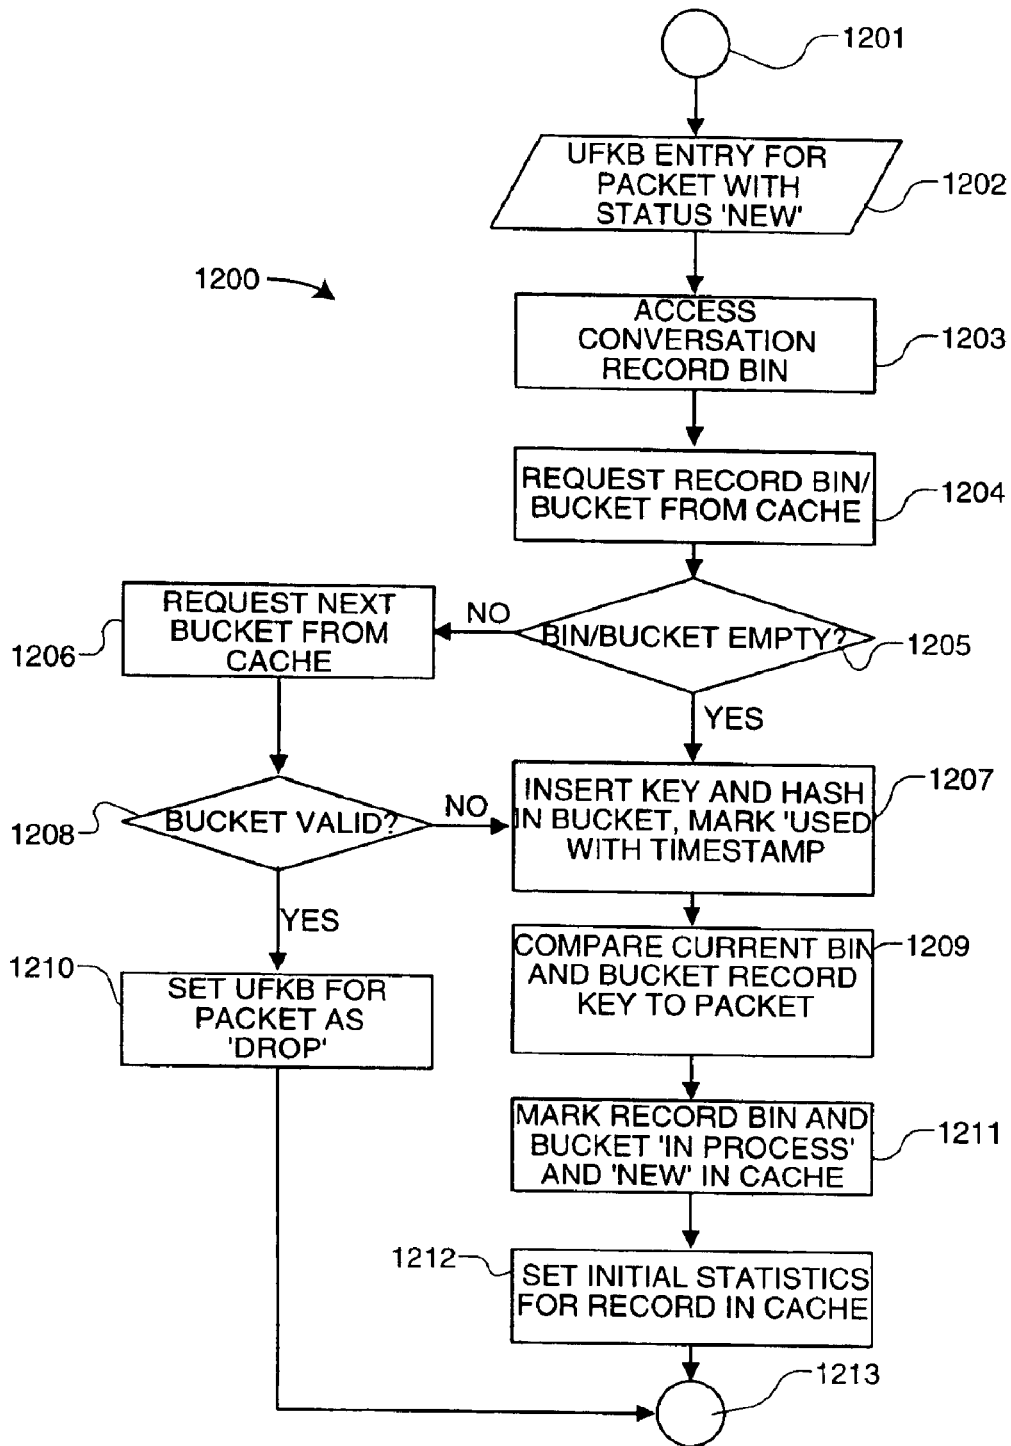 1201
UFKB ENTRY FOR
PACKET WITH
STATUS 'NEW'
1202
1200
ACCESS
CONVERSATION
RECORD BIN
1203
REQUEST RECORD BIN/
BUCKET FROM CACHE
1204
BIN/BUCKET EMPTY?
1205
NO
YES
REQUEST NEXT
BUCKET FROM
CACHE
1206
BUCKET VALID?
1208
NO
YES
INSERT KEY AND HASH
IN BUCKET, MARK 'USED
WITH TIMESTAMP
1207
COMPARE CURRENT BIN
AND BUCKET RECORD
KEY TO PACKET
1209
1210
SET UFKB FOR
PACKET AS
'DROP'
MARK RECORD BIN AND
BUCKET 'IN PROCESS'
AND 'NEW' IN CACHE
1211
1212
SET INITIAL STATISTICS
FOR RECORD IN CACHE
1213